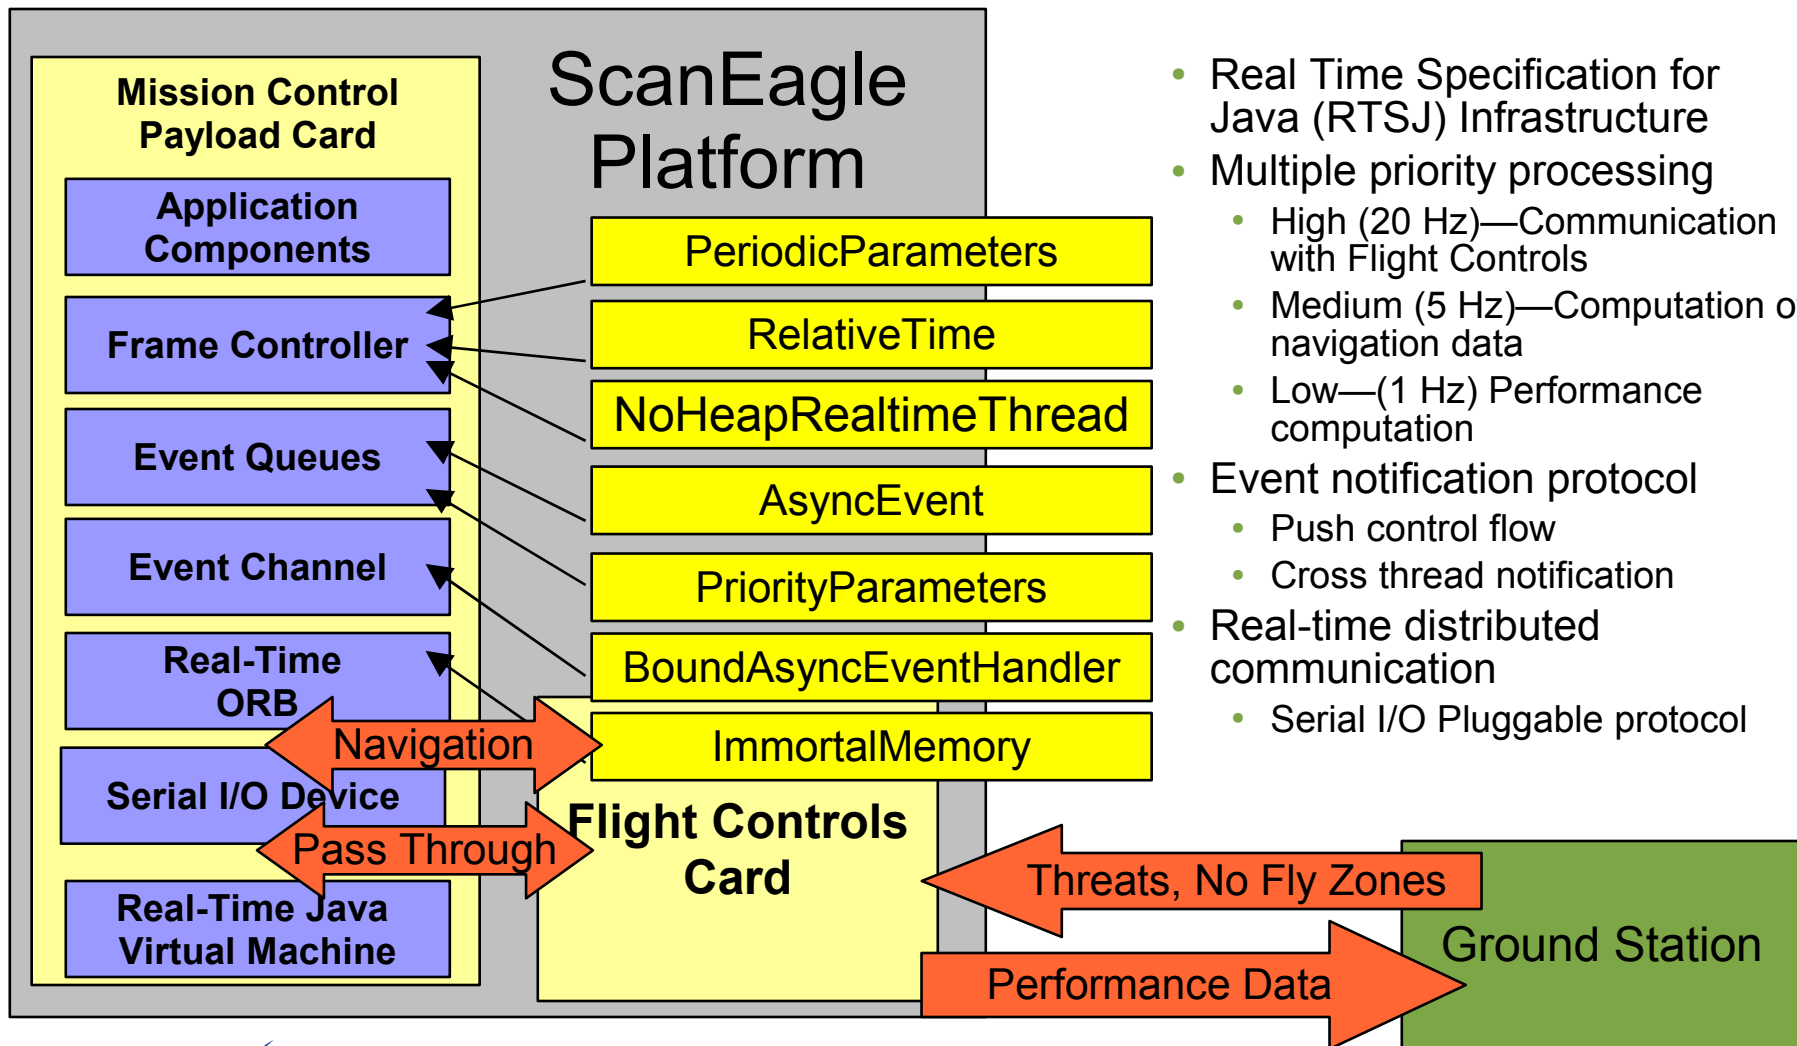 ScanEagle
Platform
Mission Control
Payload Card
Application
Components
Frame Controller
Event Queues
Event Channel
Real-Time
ORB
Serial I/O Device
Real-Time Java
Virtual Machine
PeriodicParameters
RelativeTime
NoHeapRealtimeThread
AsyncEvent
PriorityParameters
BoundAsyncEventHandler
ImmortalMemory
Navigation
Pass Through
Flight Controls
Card
Threats, No Fly Zones
Performance Data
Ground Station
• Real Time Specification for
Java (RTSJ) Infrastructure
• Multiple priority processing
• High (20 Hz)—Communication
with Flight Controls
• Medium (5 Hz)—Computation o
navigation data
• Low—(1 Hz) Performance
computation
• Event notification protocol
• Push control flow
• Cross thread notification
• Real-time distributed
communication
• Serial I/O Pluggable protocol